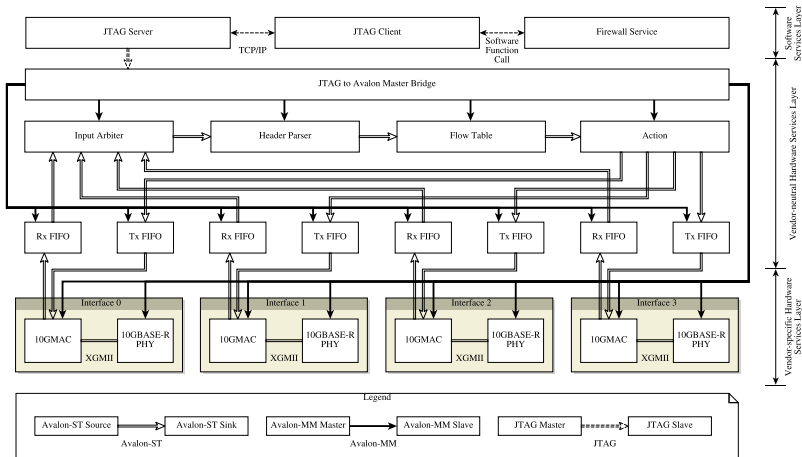 JTAG Server
JTAG Client
Firewall Service
TCP/IP
Software
Function
Call
Software
Services Layer
JTAG to Avalon Master Bridge
Input Arbiter
Header Parser
Flow Table
Action
Vendor-neutral Hardware Services Layer
Rx FIFO
Tx FIFO
Rx FIFO
Tx FIFO
Rx FIFO
Tx FIFO
Rx FIFO
Tx FIFO
Interface 0
Interface 1
Interface 2
Interface 3
10GMAC
10GBASE-R
PHY
XGMII
10GMAC
10GBASE-R
PHY
XGMII
10GMAC
10GBASE-R
PHY
XGMII
10GMAC
10GBASE-R
PHY
XGMII
Vendor-specific Hardware
Services Layer
Legend
Avalon-ST Source
Avalon-ST Sink
Avalon-MM Master
Avalon-MM Slave
JTAG Master
JTAG Slave
Avalon-ST
Avalon-MM
JTAG